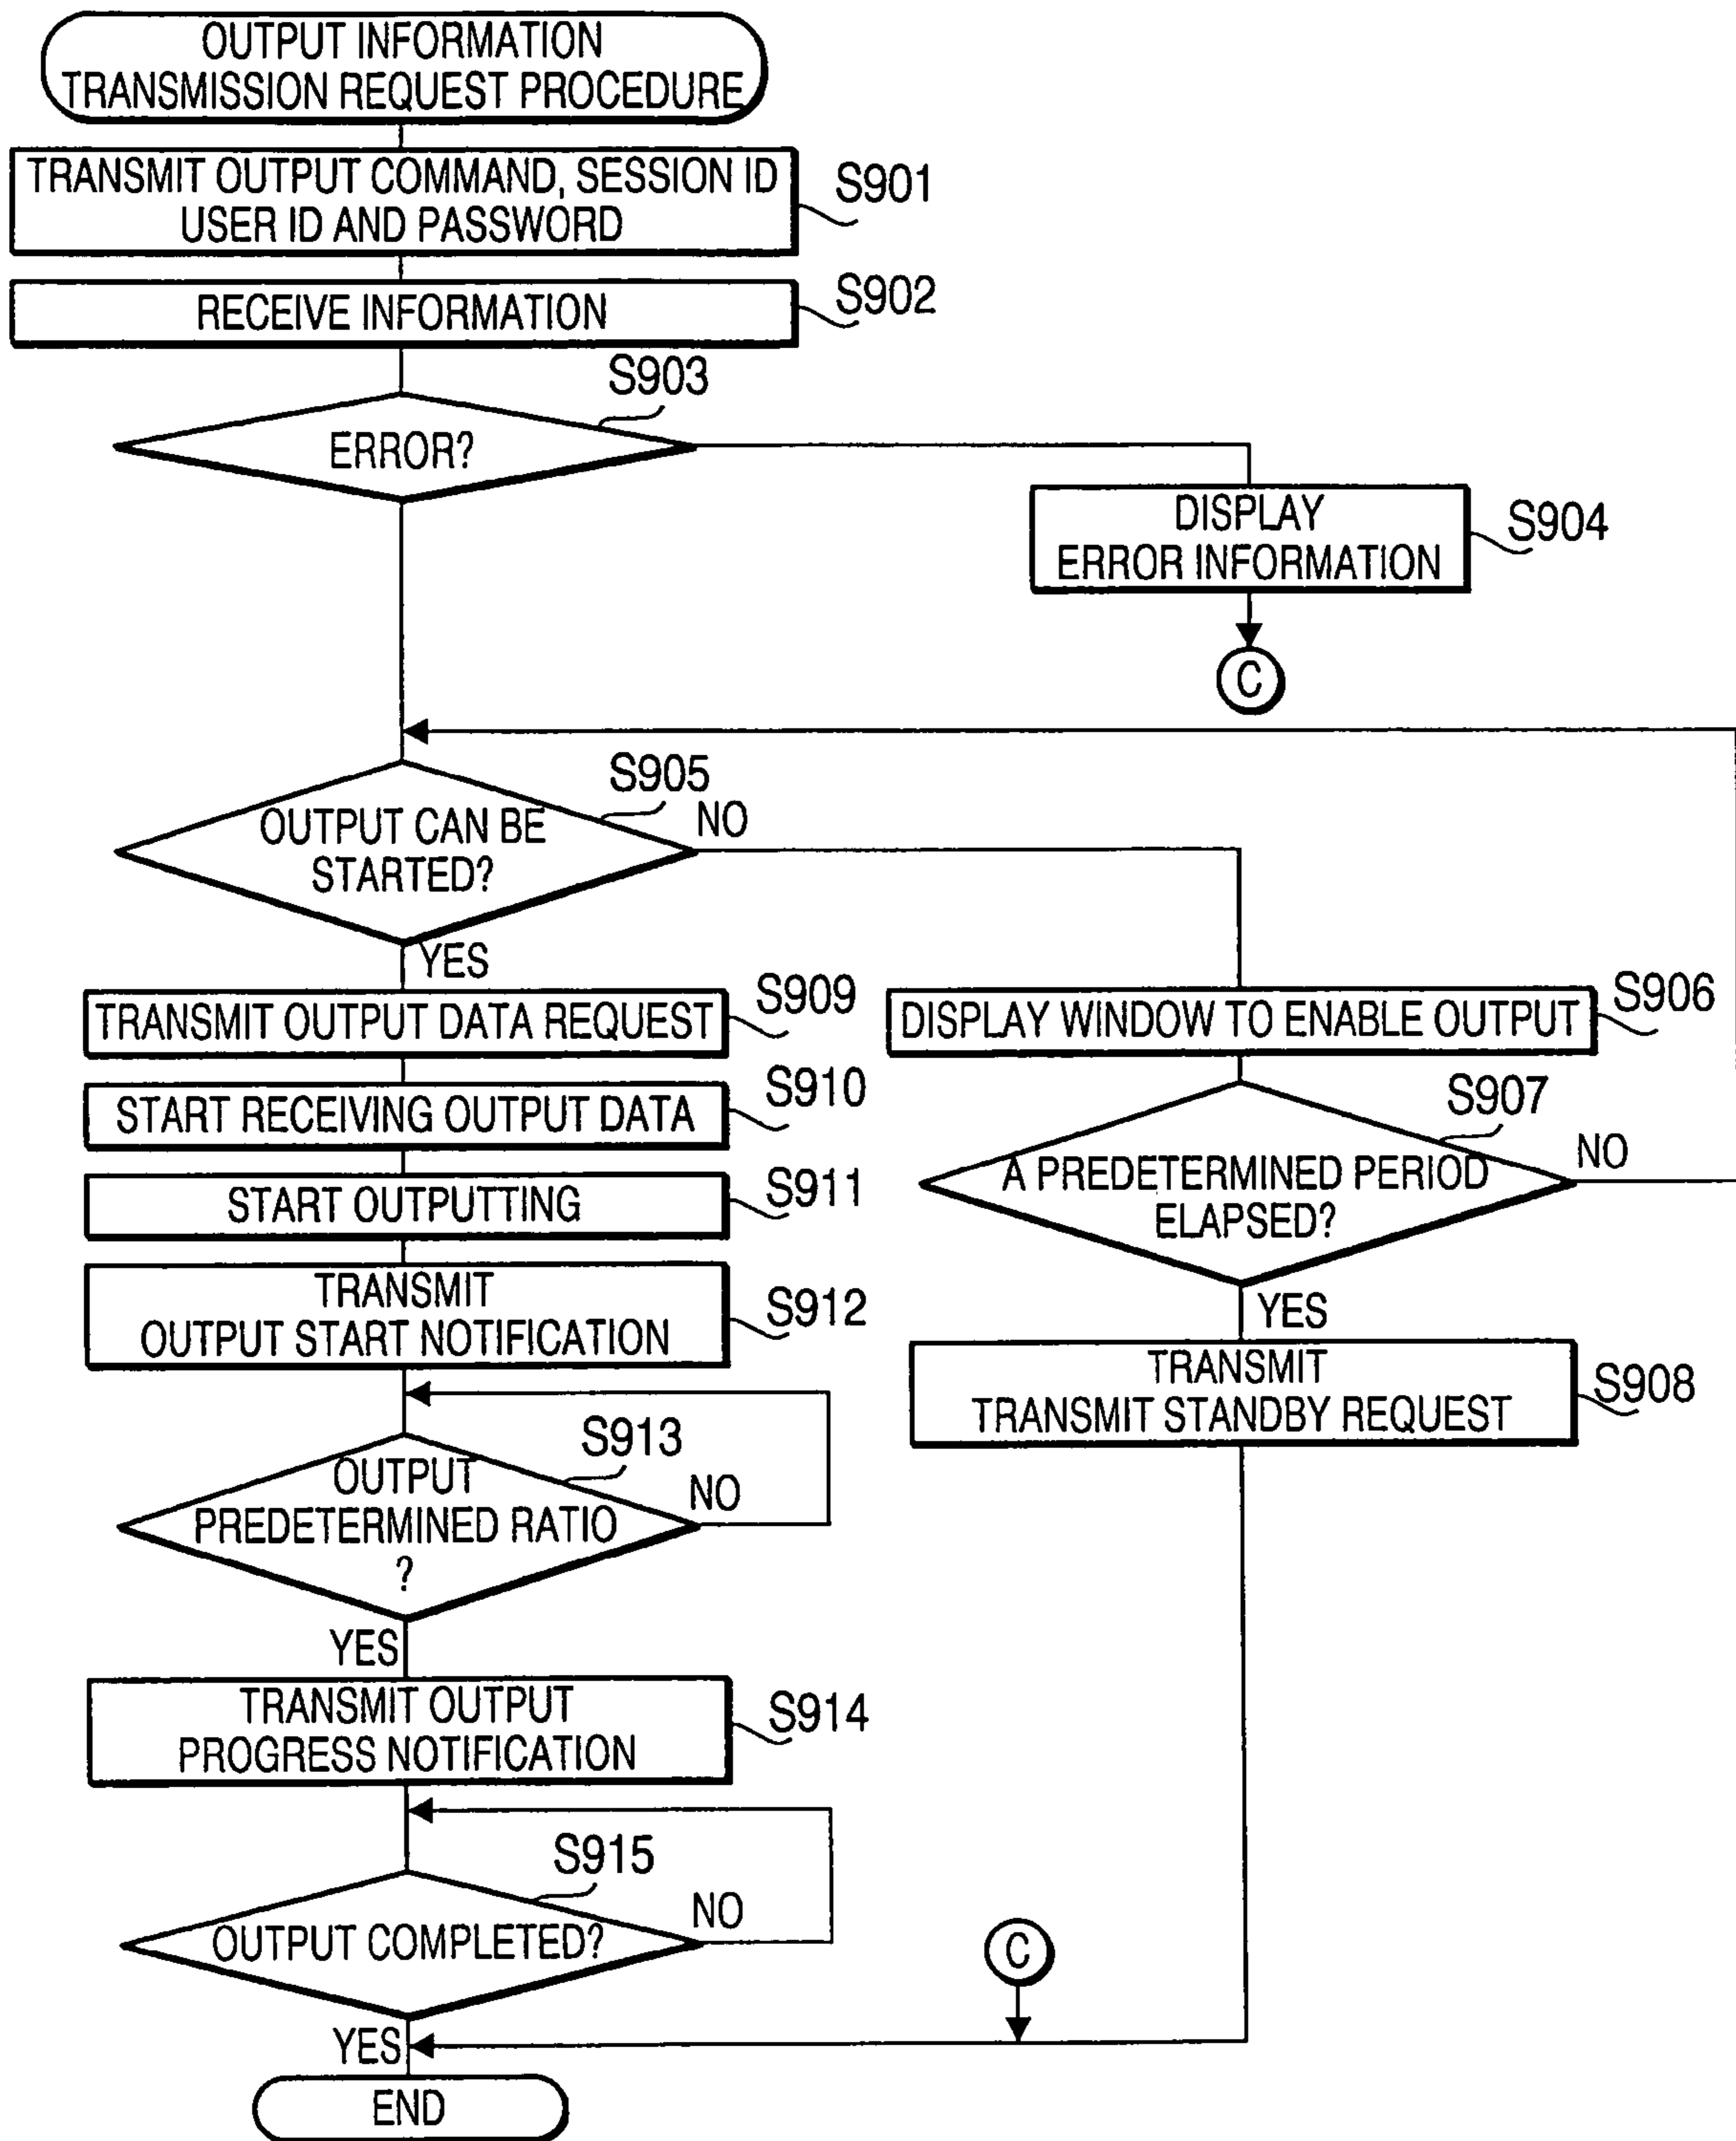 OUTPUT INFORMATION
TRANSMISSION REQUEST PROCEDURE
TRANSMIT OUTPUT COMMAND, SESSION ID
USER ID AND PASSWORD
S901
RECEIVE INFORMATION
S902
S903
ERROR?
DISPLAY
ERROR INFORMATION
S904
C
S905
OUTPUT CAN BE
STARTED?
NO
YES
TRANSMIT OUTPUT DATA REQUEST
S909
DISPLAY WINDOW TO ENABLE OUTPUT
S906
START RECEIVING OUTPUT DATA
S910
S907
A PREDETERMINED PERIOD
ELAPSED?
NO
START OUTPUTTING
S911
YES
TRANSMIT
OUTPUT START NOTIFICATION
S912
TRANSMIT
TRANSMIT STANDBY REQUEST
S908
S913
OUTPUT
PREDETERMINED RATIO
?
NO
YES
TRANSMIT OUTPUT
PROGRESS NOTIFICATION
S914
S915
OUTPUT COMPLETED?
NO
C
YES
END